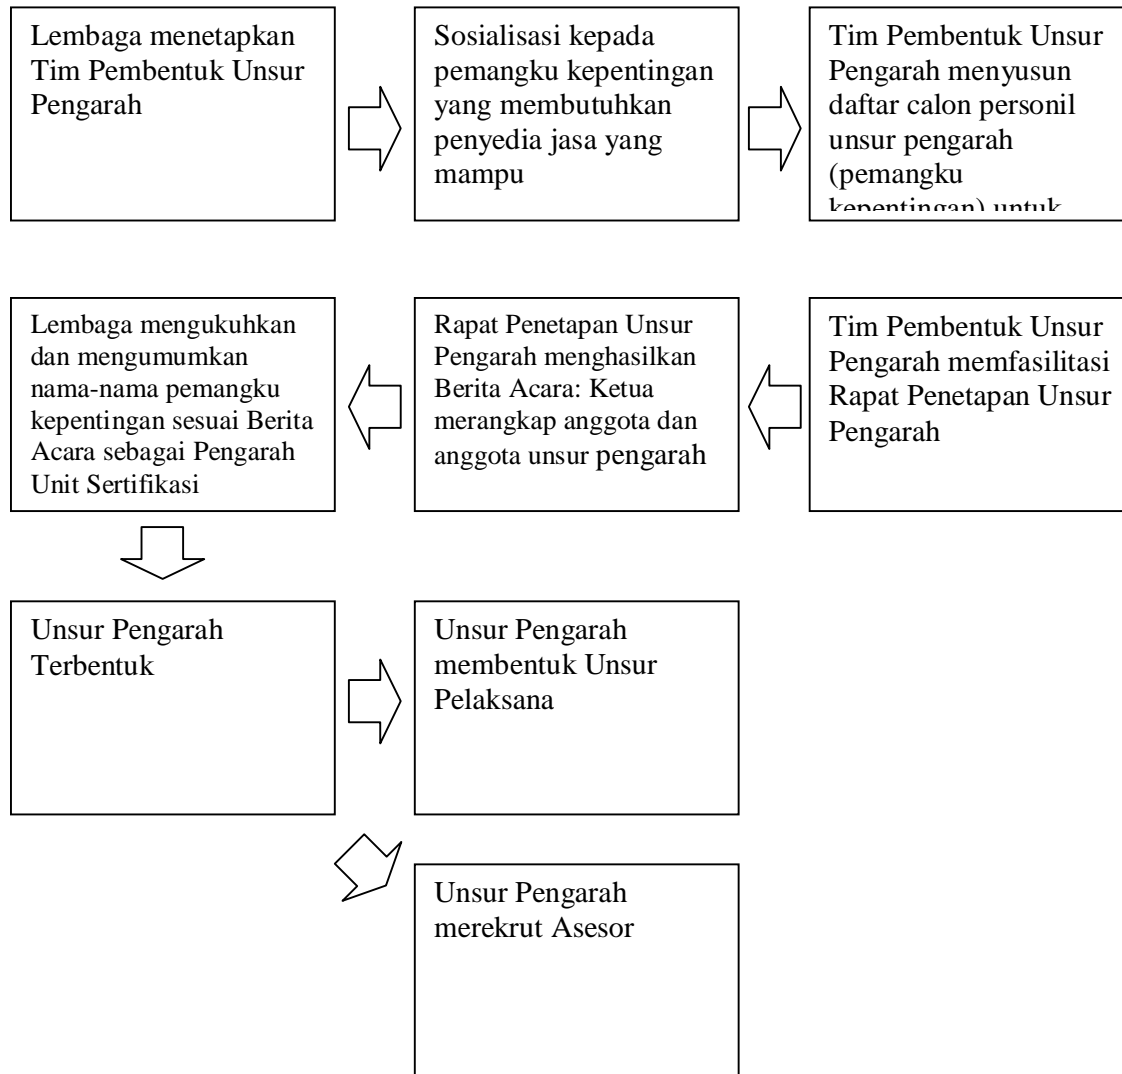 Lembaga menetapkan
Tim Pembentuk Unsur
Pengarah
Sosialisasi kepada
pemangku kepentingan
yang membutuhkan
penyedia jasa yang
mampu
Tim Pembentuk Unsur
Pengarah menyusun
daftar calon personil
unsur pengarah
(pemangku
kepentingan) untuk
Lembaga mengukuhkan
dan mengumumkan
nama-nama pemangku
kepentingan sesuai Berita
Acara sebagai Pengarah
Unit Sertifikasi
Rapat Penetapan Unsur
Pengarah menghasilkan
Berita Acara: Ketua
merangkap anggota dan
anggota unsur pengarah
Tim Pembentuk Unsur
Pengarah memfasilitasi
Rapat Penetapan Unsur
Pengarah
Unsur Pengarah
Terbentuk
Unsur Pengarah
membentuk Unsur
Pelaksana
Unsur Pengarah
merekrut Asesor